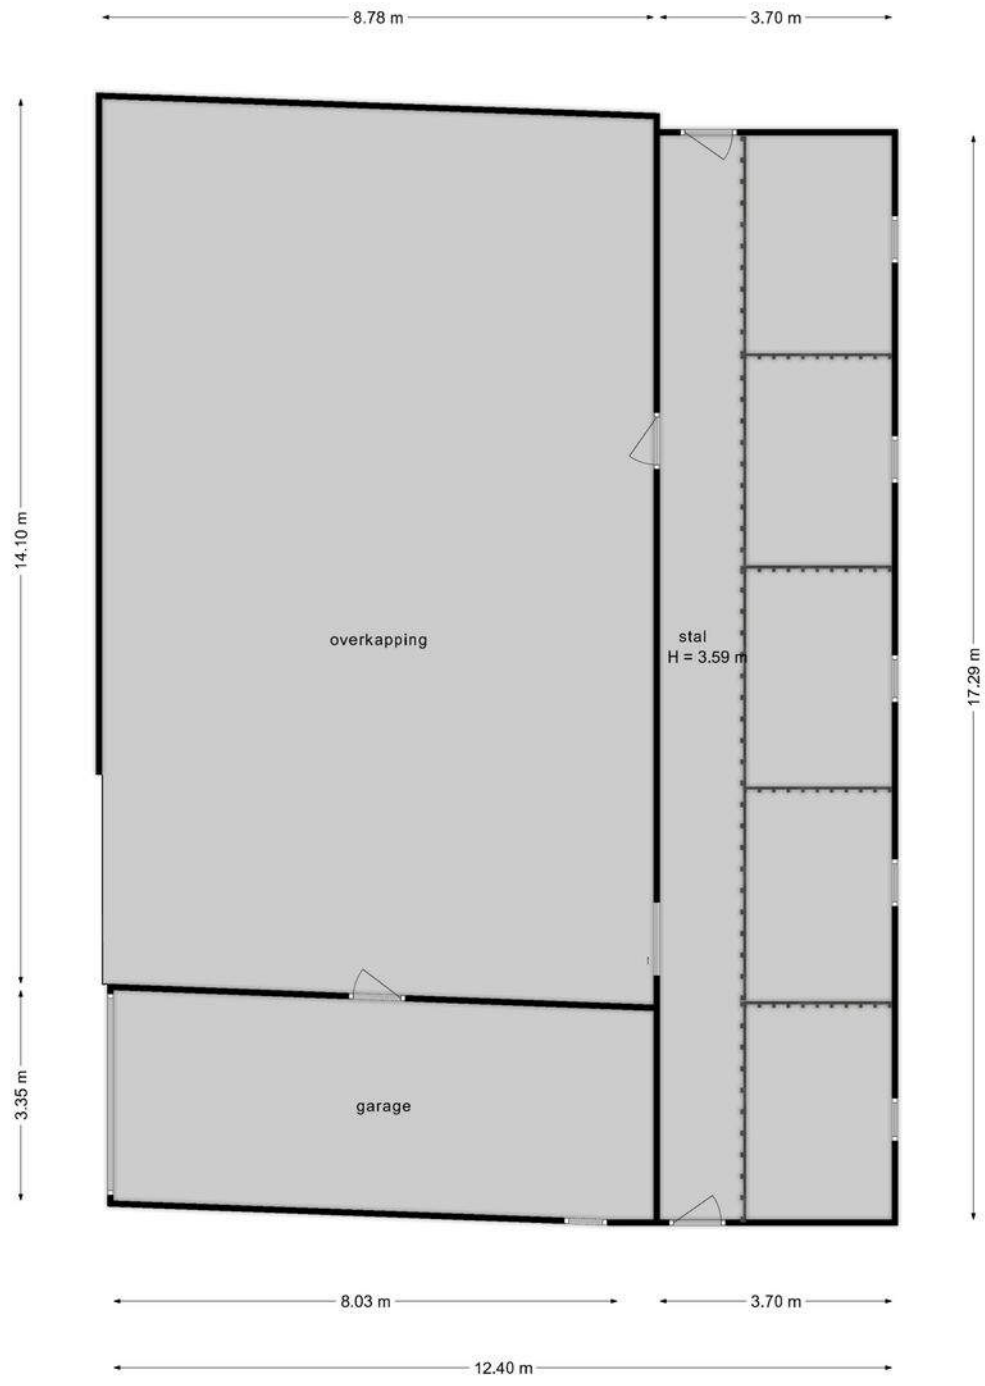 8.78 m
3.70 m
14.10 m
overkapping
stal
H = 3.59 m
17.29 m
3.35 m
garage
8.03 m
3.70 m
12.40 m